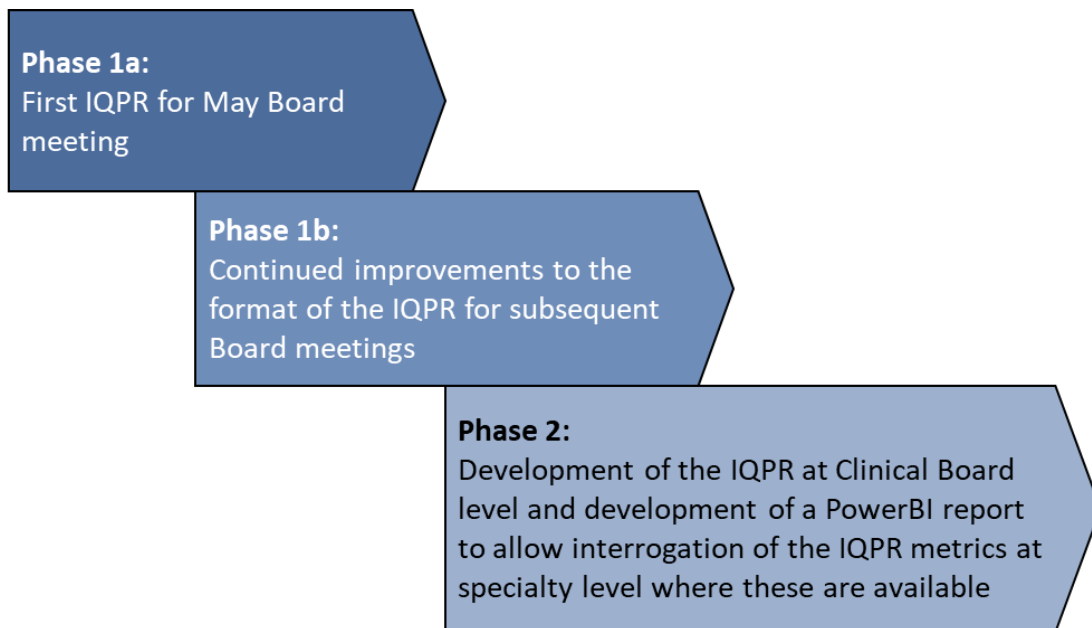 Phase 1a:
First IQPR for May Board
meeting
Phase 1b:
Continued improvements to the
format of the IQPR for subsequent
Board meetings
Phase 2:
Development of the IQPR at Clinical Board
level and development of a PowerBI report
to allow interrogation of the IQPR metrics at
specialty level where these are available